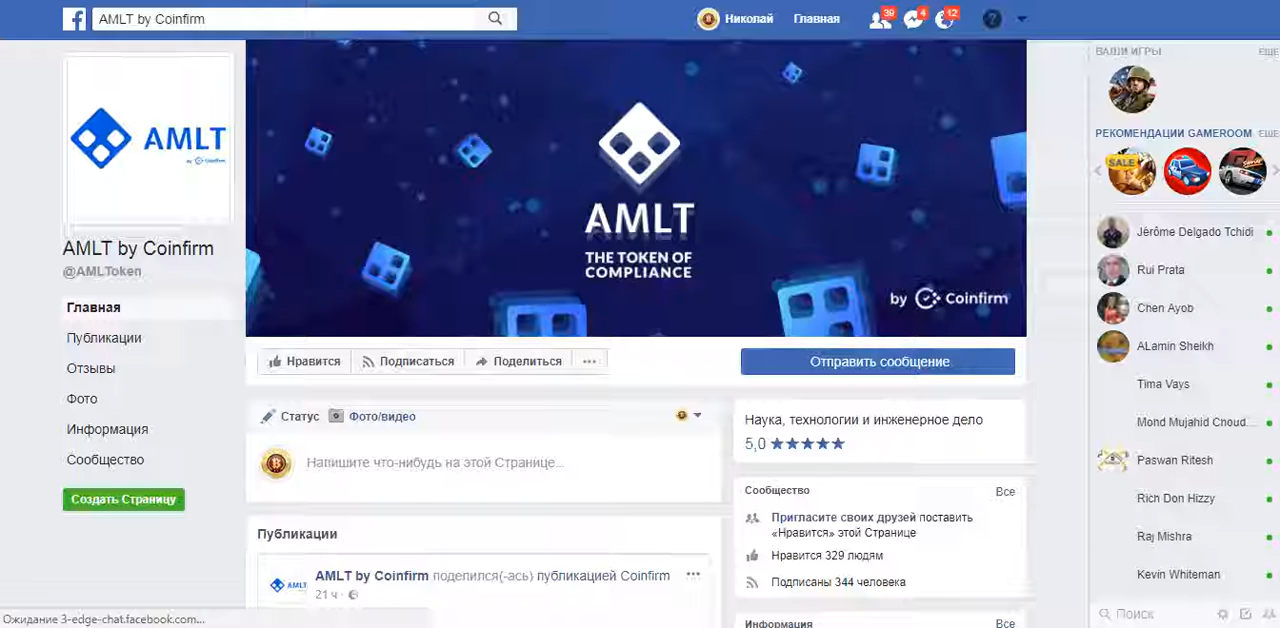 AMLT by Coinfirm
Николай
Главная
39
4
12
?
ВАШИ ИГРЫ
ЕЩЕ
AMLT
by Coinfirm
AMLT
THE TOKEN OF
COMPLIANCE
by Coinfirm
РЕКОМЕНДАЦИИ GAMEROOM
ЕЩЕ
SALE
AMLT by Coinfirm
@AMLToken
Главная
Публикации
Отзывы
Фото
Информация
Сообщество
Создать Страницу
Нравится
Подписаться
Поделиться
Отправить сообщение
Статус
Фото/видео
Напишите что-нибудь на этой Странице...
Публикации
AMLT
AMLT by Coinfirm поделился(-ась) публикацией Coinfirm
21 ч ·
Наука, технологии и инженерное дело
5,0 ★★★★★
Сообщество
Все
Пригласите своих друзей поставить
«Нравится» этой Странице
Нравится 329 людям
Подписаны 344 человека
Информация
Все
Jérôme Delgado Tchidi
Rui Prata
Chen Ayob
ALamin Sheikh
Tima Vays
Mohd Mujahid Cnoud...
Paswan Ritesh
Rich Don Hizzy
Raj Mishra
Kevin Whiteman
Поиск
Ожидание 3-edge-chat.facebook.com...